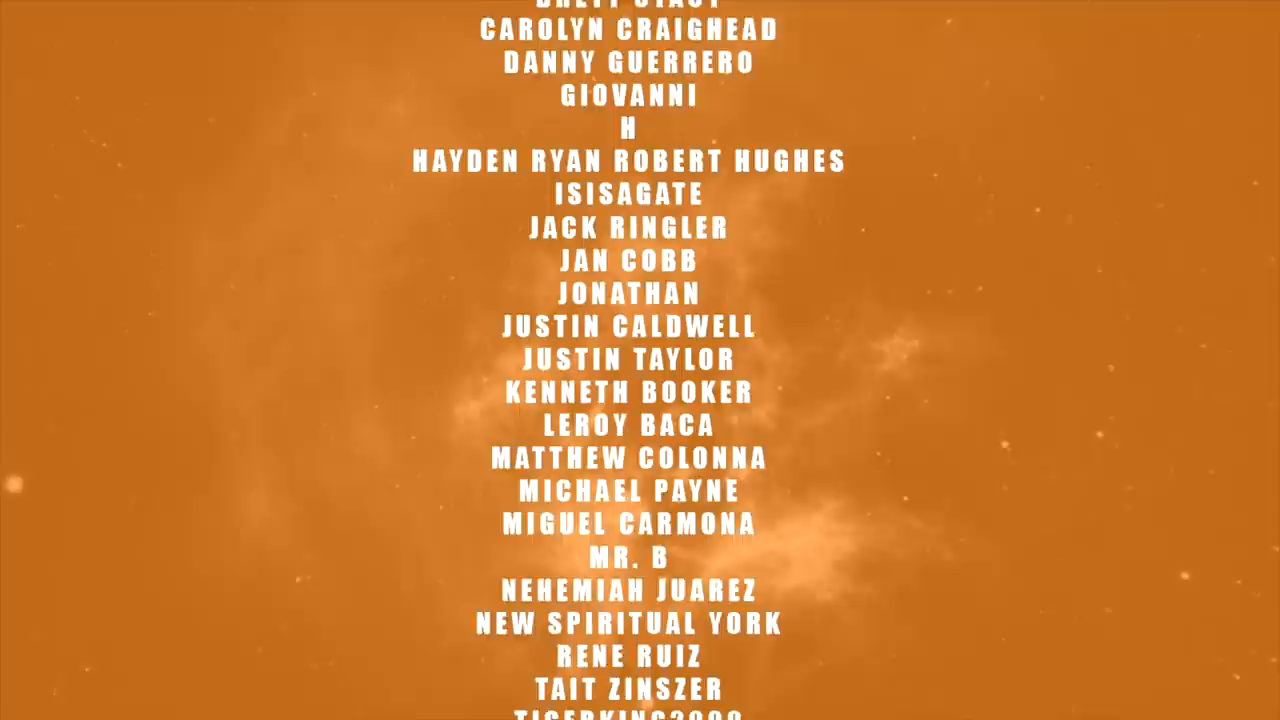 BRETT STACY
CAROLYN CRAIGHEAD
DANNY GUERRERO
GIOVANNI
H
HAYDEN RYAN ROBERT HUGHES
ISISAGATE
JACK RINGLER
JAN COBB
JONATHAN
JUSTIN CALDWELL
JUSTIN TAYLOR
KENNETH BOOKER
LEROY BACA
MATTHEW COLONNA
MICHAEL PAYNE
MIGUEL CARMONA
MR. B
NEHEMIAH JUAREZ
NEW SPIRITUAL YORK
RENE RUIZ
TAIT ZINSZER